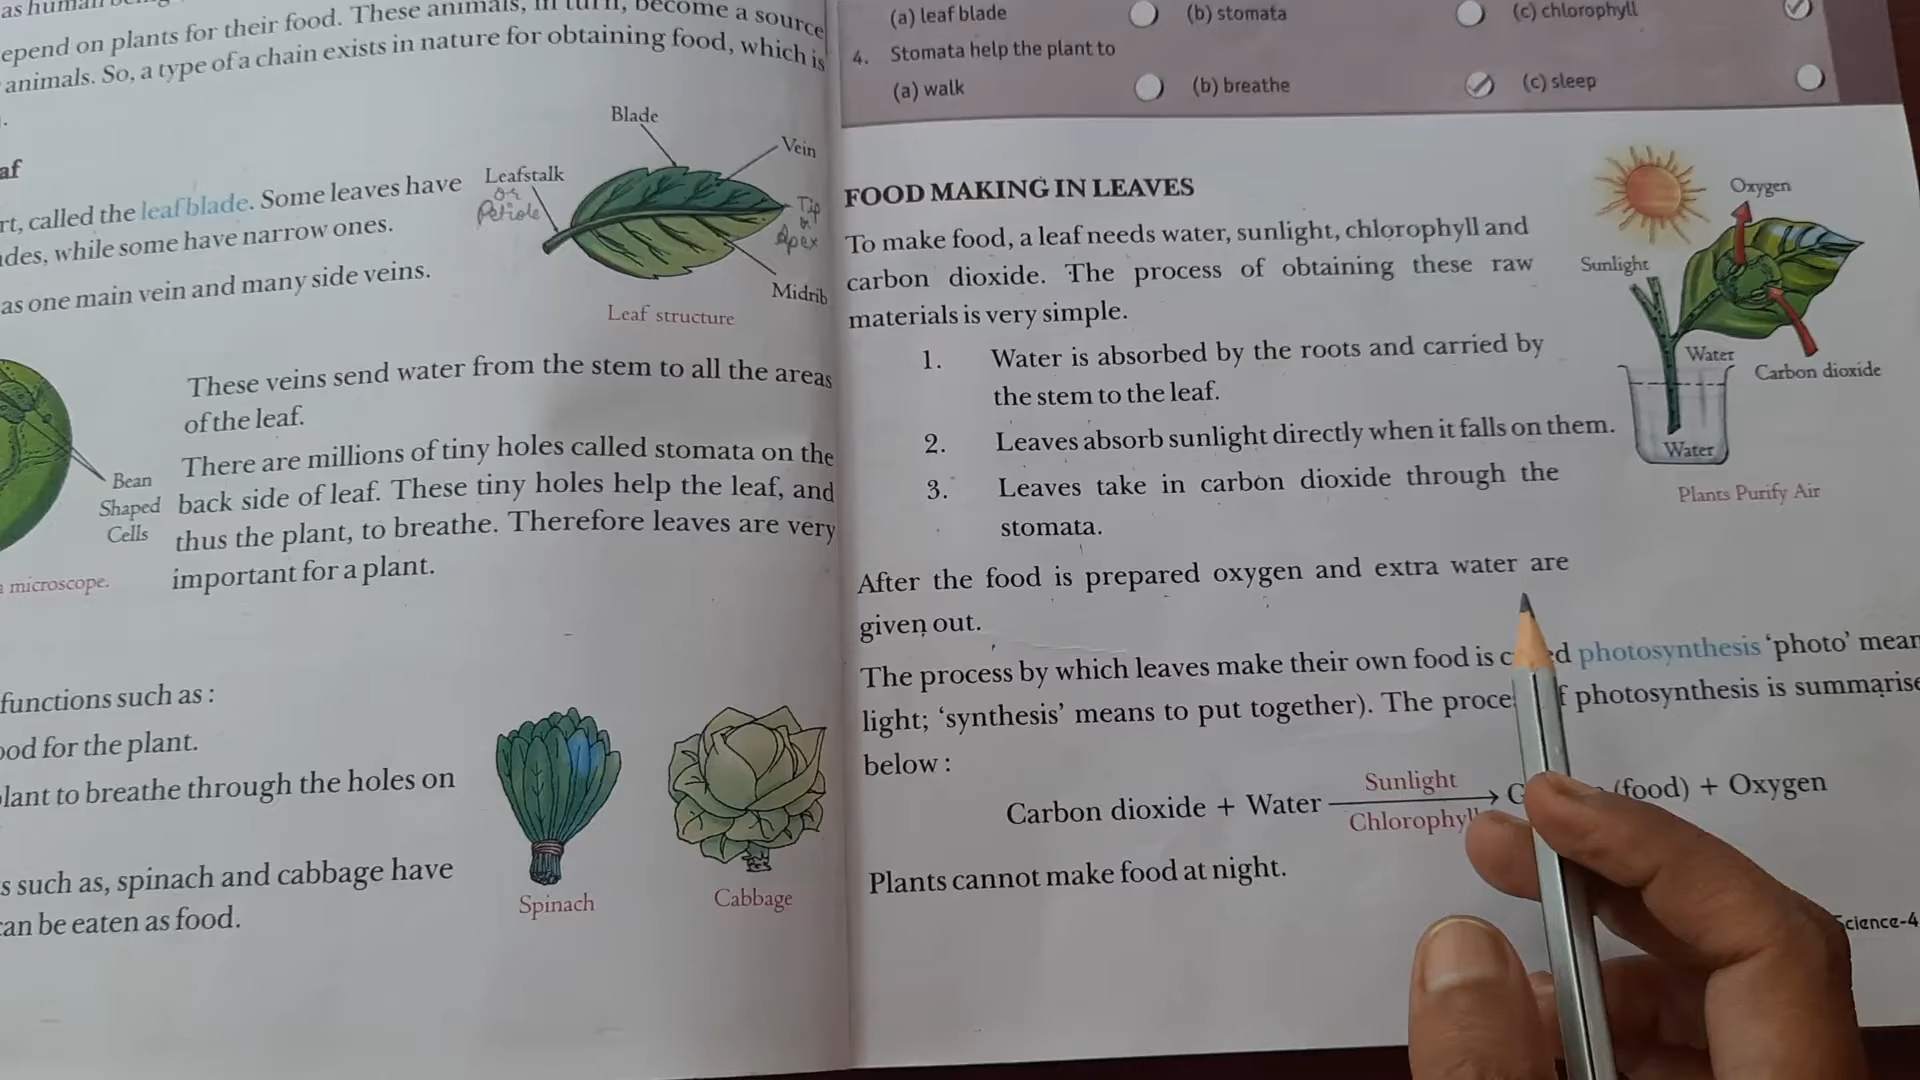 as human
epend on plants for their food. These animals, in turn, become a source
animals. So, a type of a chain exists in nature for obtaining food, which is
af
rt, called the leaf blade. Some leaves have
ades, while some have narrow ones.
as one main vein and many side veins.
Blade
Vein
Leafstalk
or
Petiole
Tip
or
Apex
Midrib
Leaf structure
These veins send water from the stem to all the areas
of the leaf.
There are millions of tiny holes called stomata on the
back side of leaf. These tiny holes help the leaf, and
thus the plant, to breathe. Therefore leaves are very
important for a plant.
Bean
Shaped
Cells
microscope.
functions such as :
ood for the plant.
lant to breathe through the holes on
s such as, spinach and cabbage have
can be eaten as food.
Spinach
Cabbage
(a) leaf blade (b) stomata (c) chlorophyll
4. Stomata help the plant to
(a) walk (b) breathe (c) sleep
FOOD MAKING IN LEAVES
To make food, a leaf needs water, sunlight, chlorophyll and
carbon dioxide. The process of obtaining these raw
materials is very simple.
1. Water is absorbed by the roots and carried by
the stem to the leaf.
2. Leaves absorb sunlight directly when it falls on them.
3. Leaves take in carbon dioxide through the
stomata.
Oxygen
Sunlight
Water
Carbon dioxide
Water
Plants Purify Air
After the food is prepared oxygen and extra water are
given out.
The process by which leaves make their own food is c ed photosynthesis 'photo' mean
light; 'synthesis' means to put together). The proce f photosynthesis is summarise
below :
Sunlight
Carbon dioxide + Water → G (food) + Oxygen
Chlorophyll
Plants cannot make food at night.
Science-4